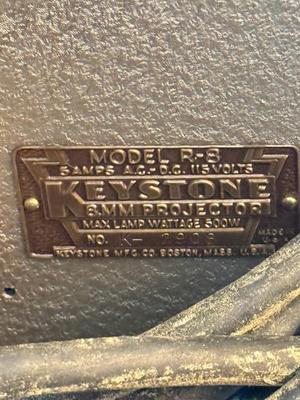 MODEL R-8
5 AMPS A.C.-D.C. 115 VOLTS
KEYSTONE
8MM PROJECTOR
MAX LAMP WATTAGE 500W
NO. K-
MADE IN
U.S.A.
KEYSTONE MFG. CO. BOSTON, MASS. U.S.A.